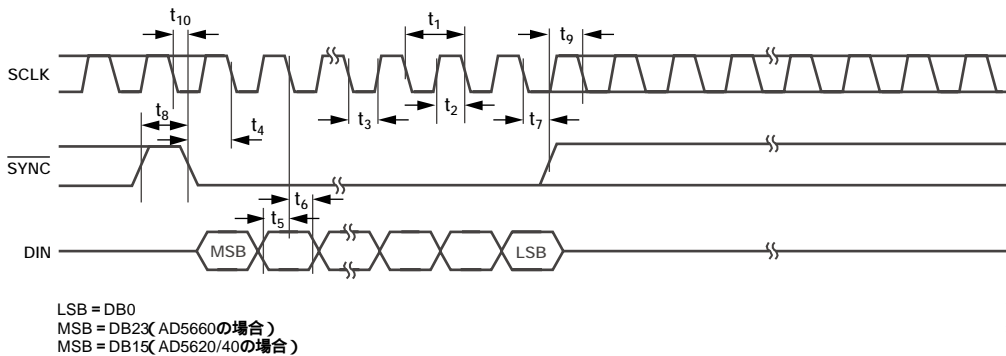 t10
t1
t9
SCLK
t8
t4
t3
t2
t7
SYNC
t6
t5
DIN
MSB
LSB
LSB = DB0
MSB = DB23(AD5660の場合)
MSB = DB15(AD5620/40の場合)